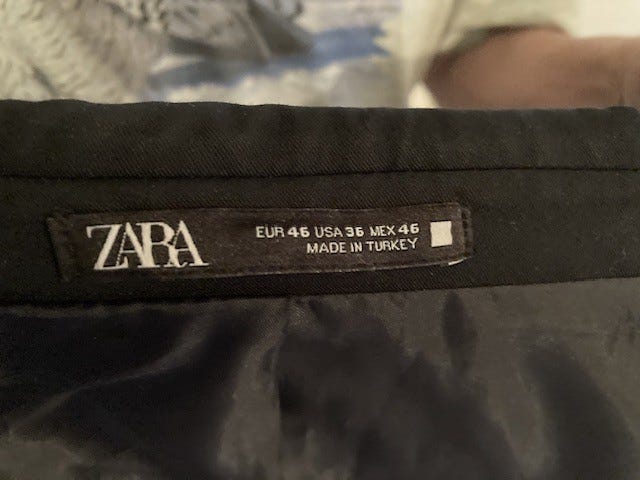 ZARA
EUR 46 USA 36 MEX 46
MADE IN TURKEY